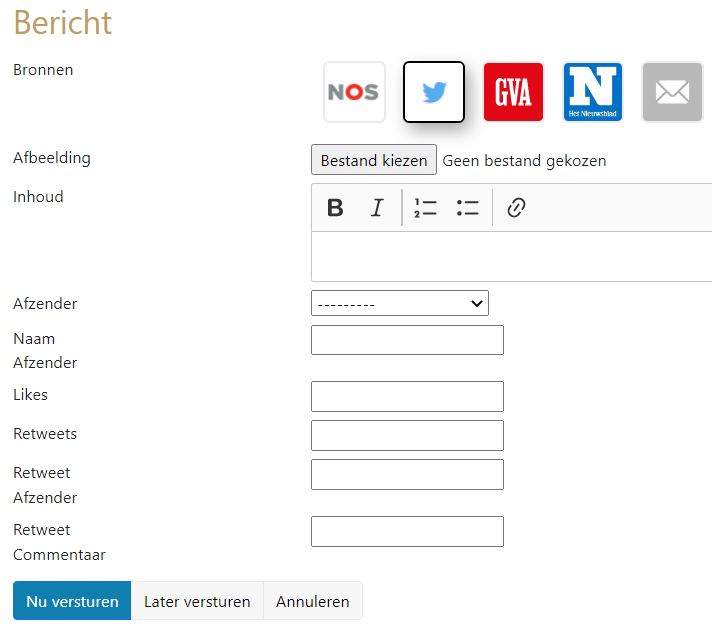 Bericht
Bronnen
NOS
GVA
N
Het Nieuwsblad
Afbeelding
Bestand kiezen Geen bestand gekozen
Inhoud
B I
Afzender
---------
Naam
Afzender
Likes
Retweets
Retweet
Afzender
Retweet
Commentaar
Nu versturen Later versturen Annuleren